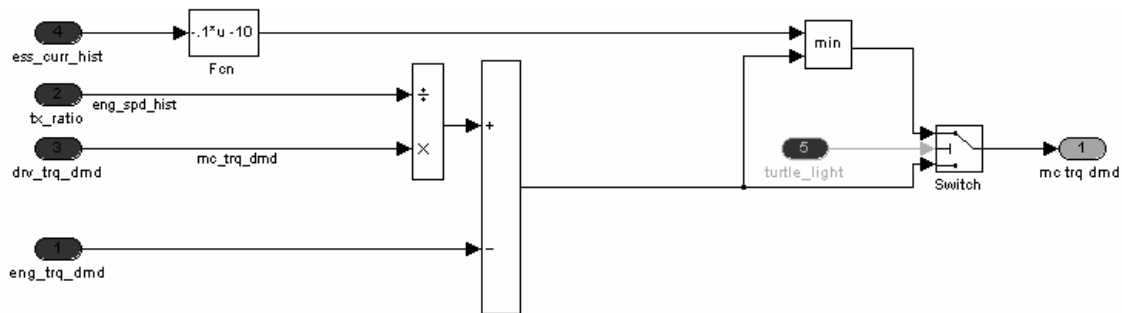 4
ess_curr_hist
-.1*u -10
Fcn
min
2
tx_ratio
eng_spd_hist
÷
3
drv_trq_dmd
mc_trq_dmd
×
+
5
turtle_light
Switch
1
mc trq dmd
1
eng_trq_dmd
−